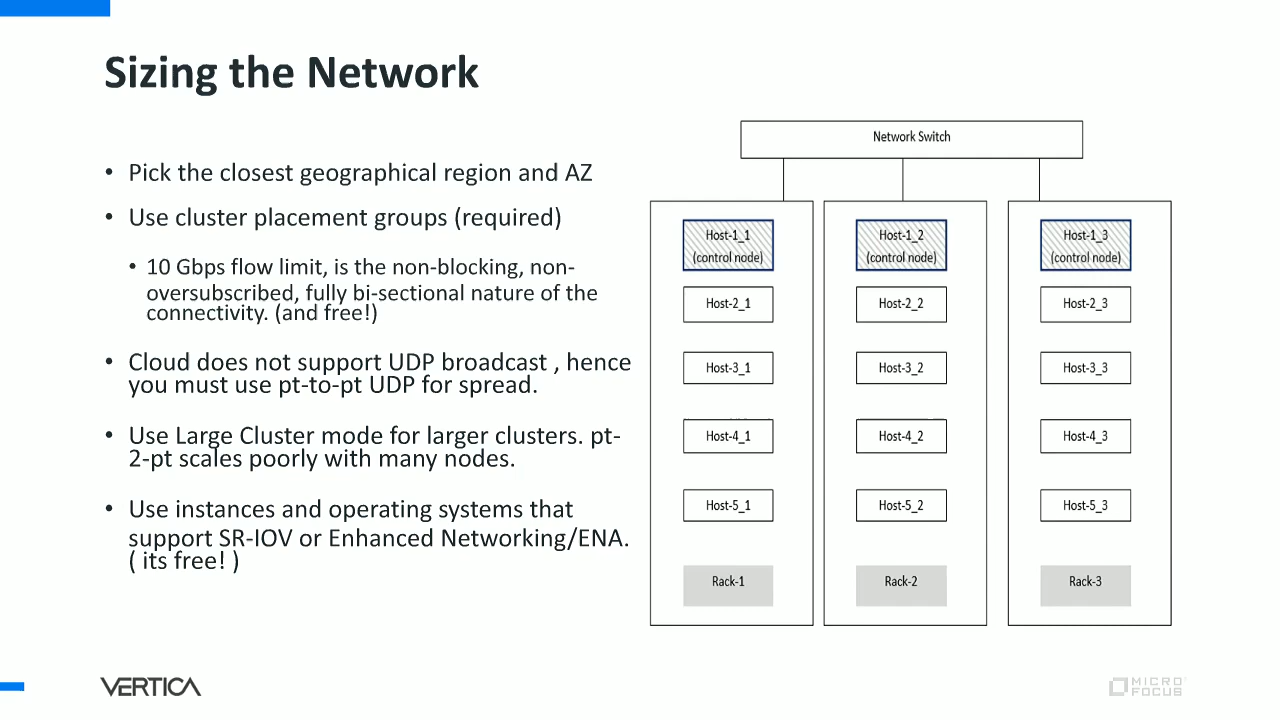 Sizing the Network
• Pick the closest geographical region and AZ
• Use cluster placement groups (required)
• 10 Gbps flow limit, is the non-blocking, non-
oversubscribed, fully bi-sectional nature of the
connectivity. (and free!)
• Cloud does not support UDP broadcast , hence
you must use pt-to-pt UDP for spread.
• Use Large Cluster mode for larger clusters. pt-
2-pt scales poorly with many nodes.
• Use instances and operating systems that
support SR-IOV or Enhanced Networking/ENA.
( its free! )
Network Switch
Host-1_1
(control node)
Host-2_1
Host-3_1
Host-4_1
Host-5_1
Rack-1
Host-1_2
(control node)
Host-2_2
Host-3_2
Host-4_2
Host-5_2
Rack-2
Host-1_3
(control node)
Host-2_3
Host-3_3
Host-4_3
Host-5_3
Rack-3
VERTICA
MICRO
FOCUS